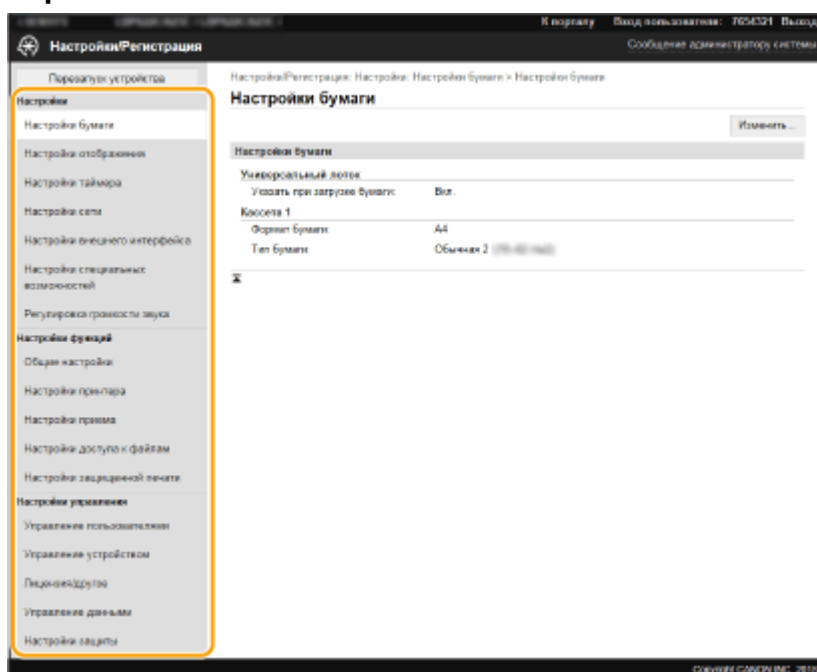 К порталу Вход пользователя: 7654321 Выход
Настройки/Регистрация
Сообщение администратору системы
Перезапуск устройства
Настройки
Настройки бумаги
Настройки отображения
Настройки таймера
Настройки сети
Настройки внешнего интерфейса
Настройки специальных
возможностей
Регулировка громкости звука
Настройки функций
Общие настройки
Настройки принтера
Настройки приема
Настройки доступа к файлам
Настройки защищенной печати
Настройки управления
Управление пользователями
Управление устройством
Лицензия/другое
Управление данными
Настройки защиты
Настройки/Регистрация: Настройки: Настройки бумаги > Настройки бумаги
Настройки бумаги
Изменить...
Настройки бумаги
Универсальный лоток
Указать при загрузке бумаги: Вкл.
Кассета 1
Формат бумаги: A4
Тип бумаги: Обычная 2
Copyright CANON INC. 2018